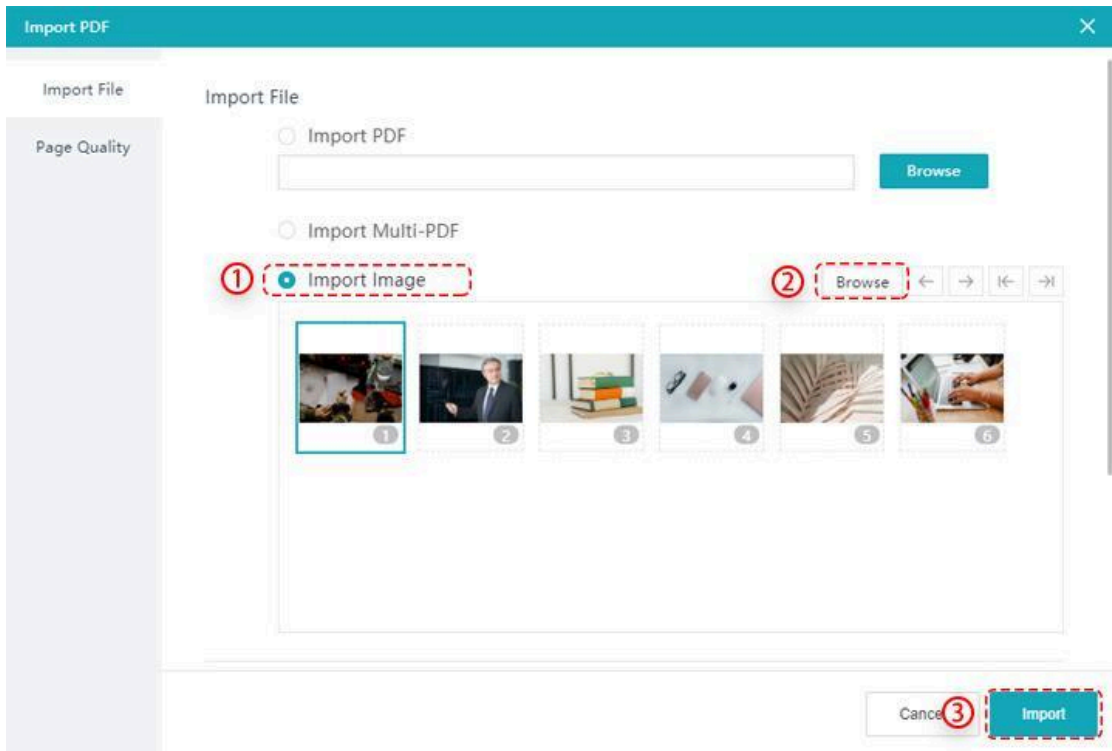 Import PDF
Import File
Page Quality
Import File
Import PDF
Browse
Import Multi-PDF
① Import Image
② Browse
1 2 3 4 5 6
Cance ③ Import